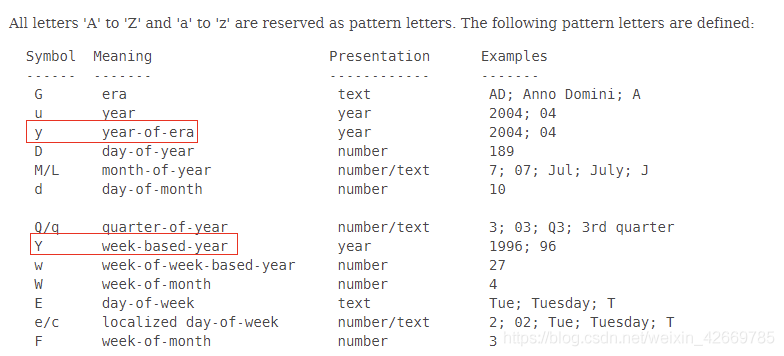 All letters 'A' to 'Z' and 'a' to 'z' are reserved as pattern letters. The following pattern letters are defined:
Symbol Meaning Presentation Examples
------ ------- ------------ -------
G era text AD; Anno Domini; A
u year year 2004; 04
y year-of-era year 2004; 04
D day-of-year number 189
M/L month-of-year number/text 7; 07; Jul; July; J
d day-of-month number 10
Q/q quarter-of-year number/text 3; 03; Q3; 3rd quarter
Y week-based-year year 1996; 96
w week-of-week-based-year number 27
W week-of-month number 4
E day-of-week text Tue; Tuesday; T
e/c localized day-of-week number/text 2; 02; Tue; Tuesday; T
F week-of-month number 3
https://blog.csdn.net/weixin_42669785